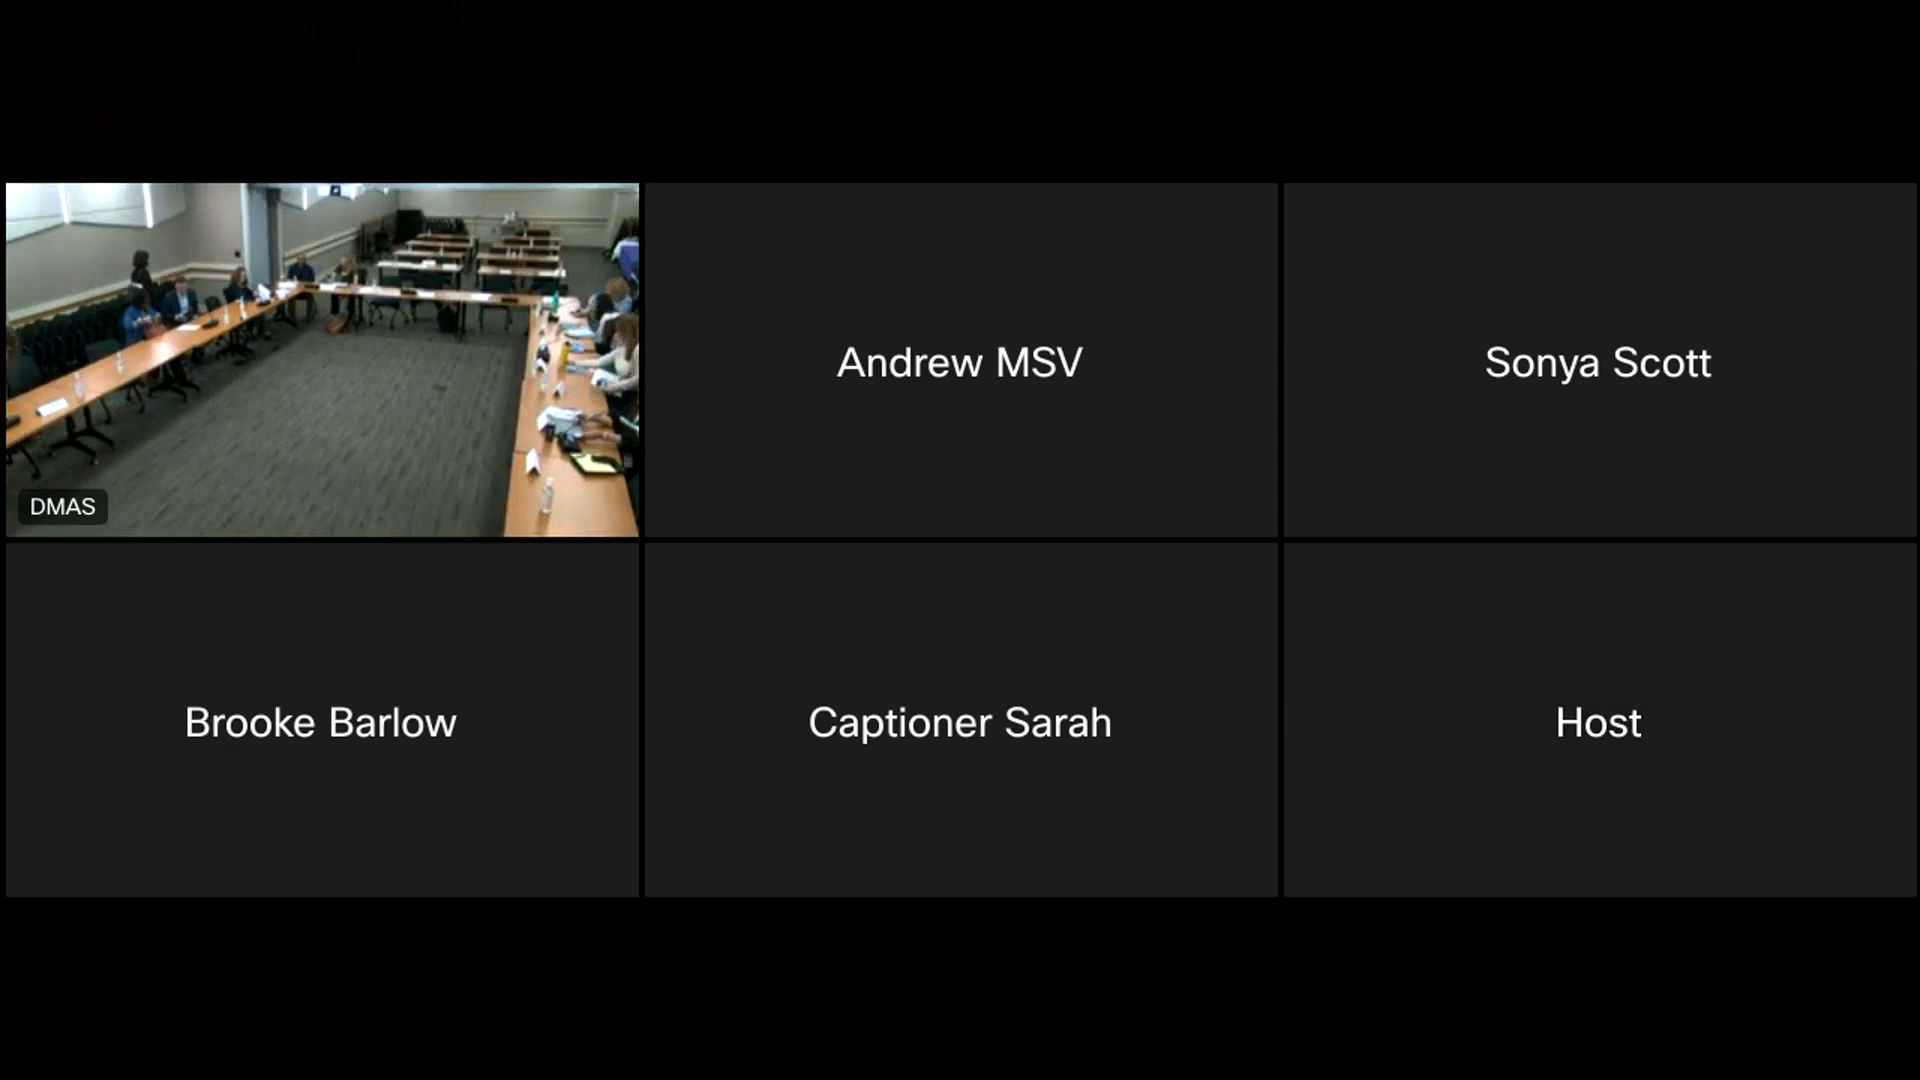 DMAS
Andrew MSV
Sonya Scott
Brooke Barlow
Captioner Sarah
Host